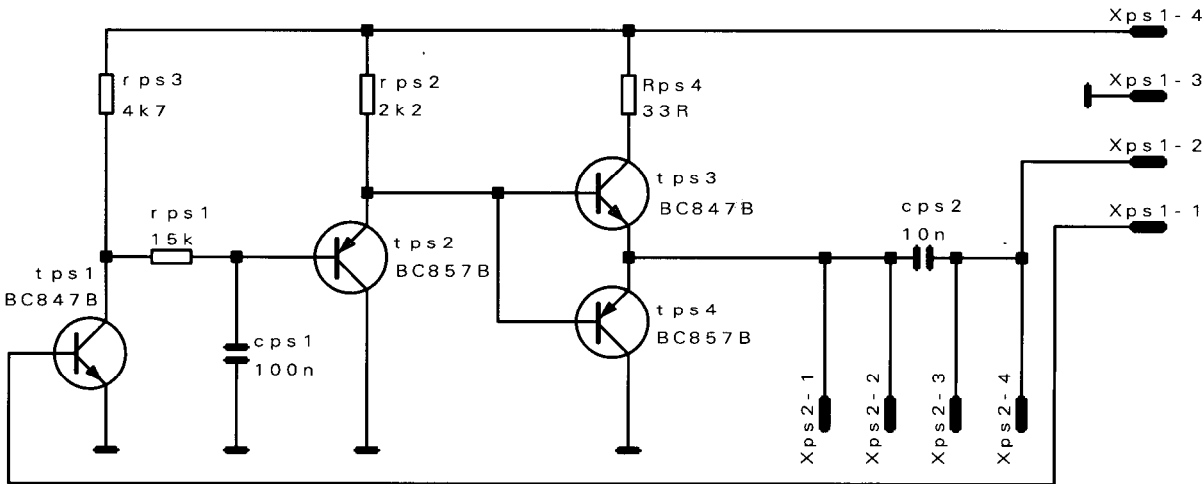 Xps1-4
rps3
4k7
rps2
2k2
Rps4
33R
Xps1-3
Xps1-2
tps3
BC847B
rps1
15k
cps2
10n
Xps1-1
tps2
BC857B
tps1
BC847B
tps4
BC857B
cps1
100n
Xps2-1
Xps2-2
Xps2-3
Xps2-4